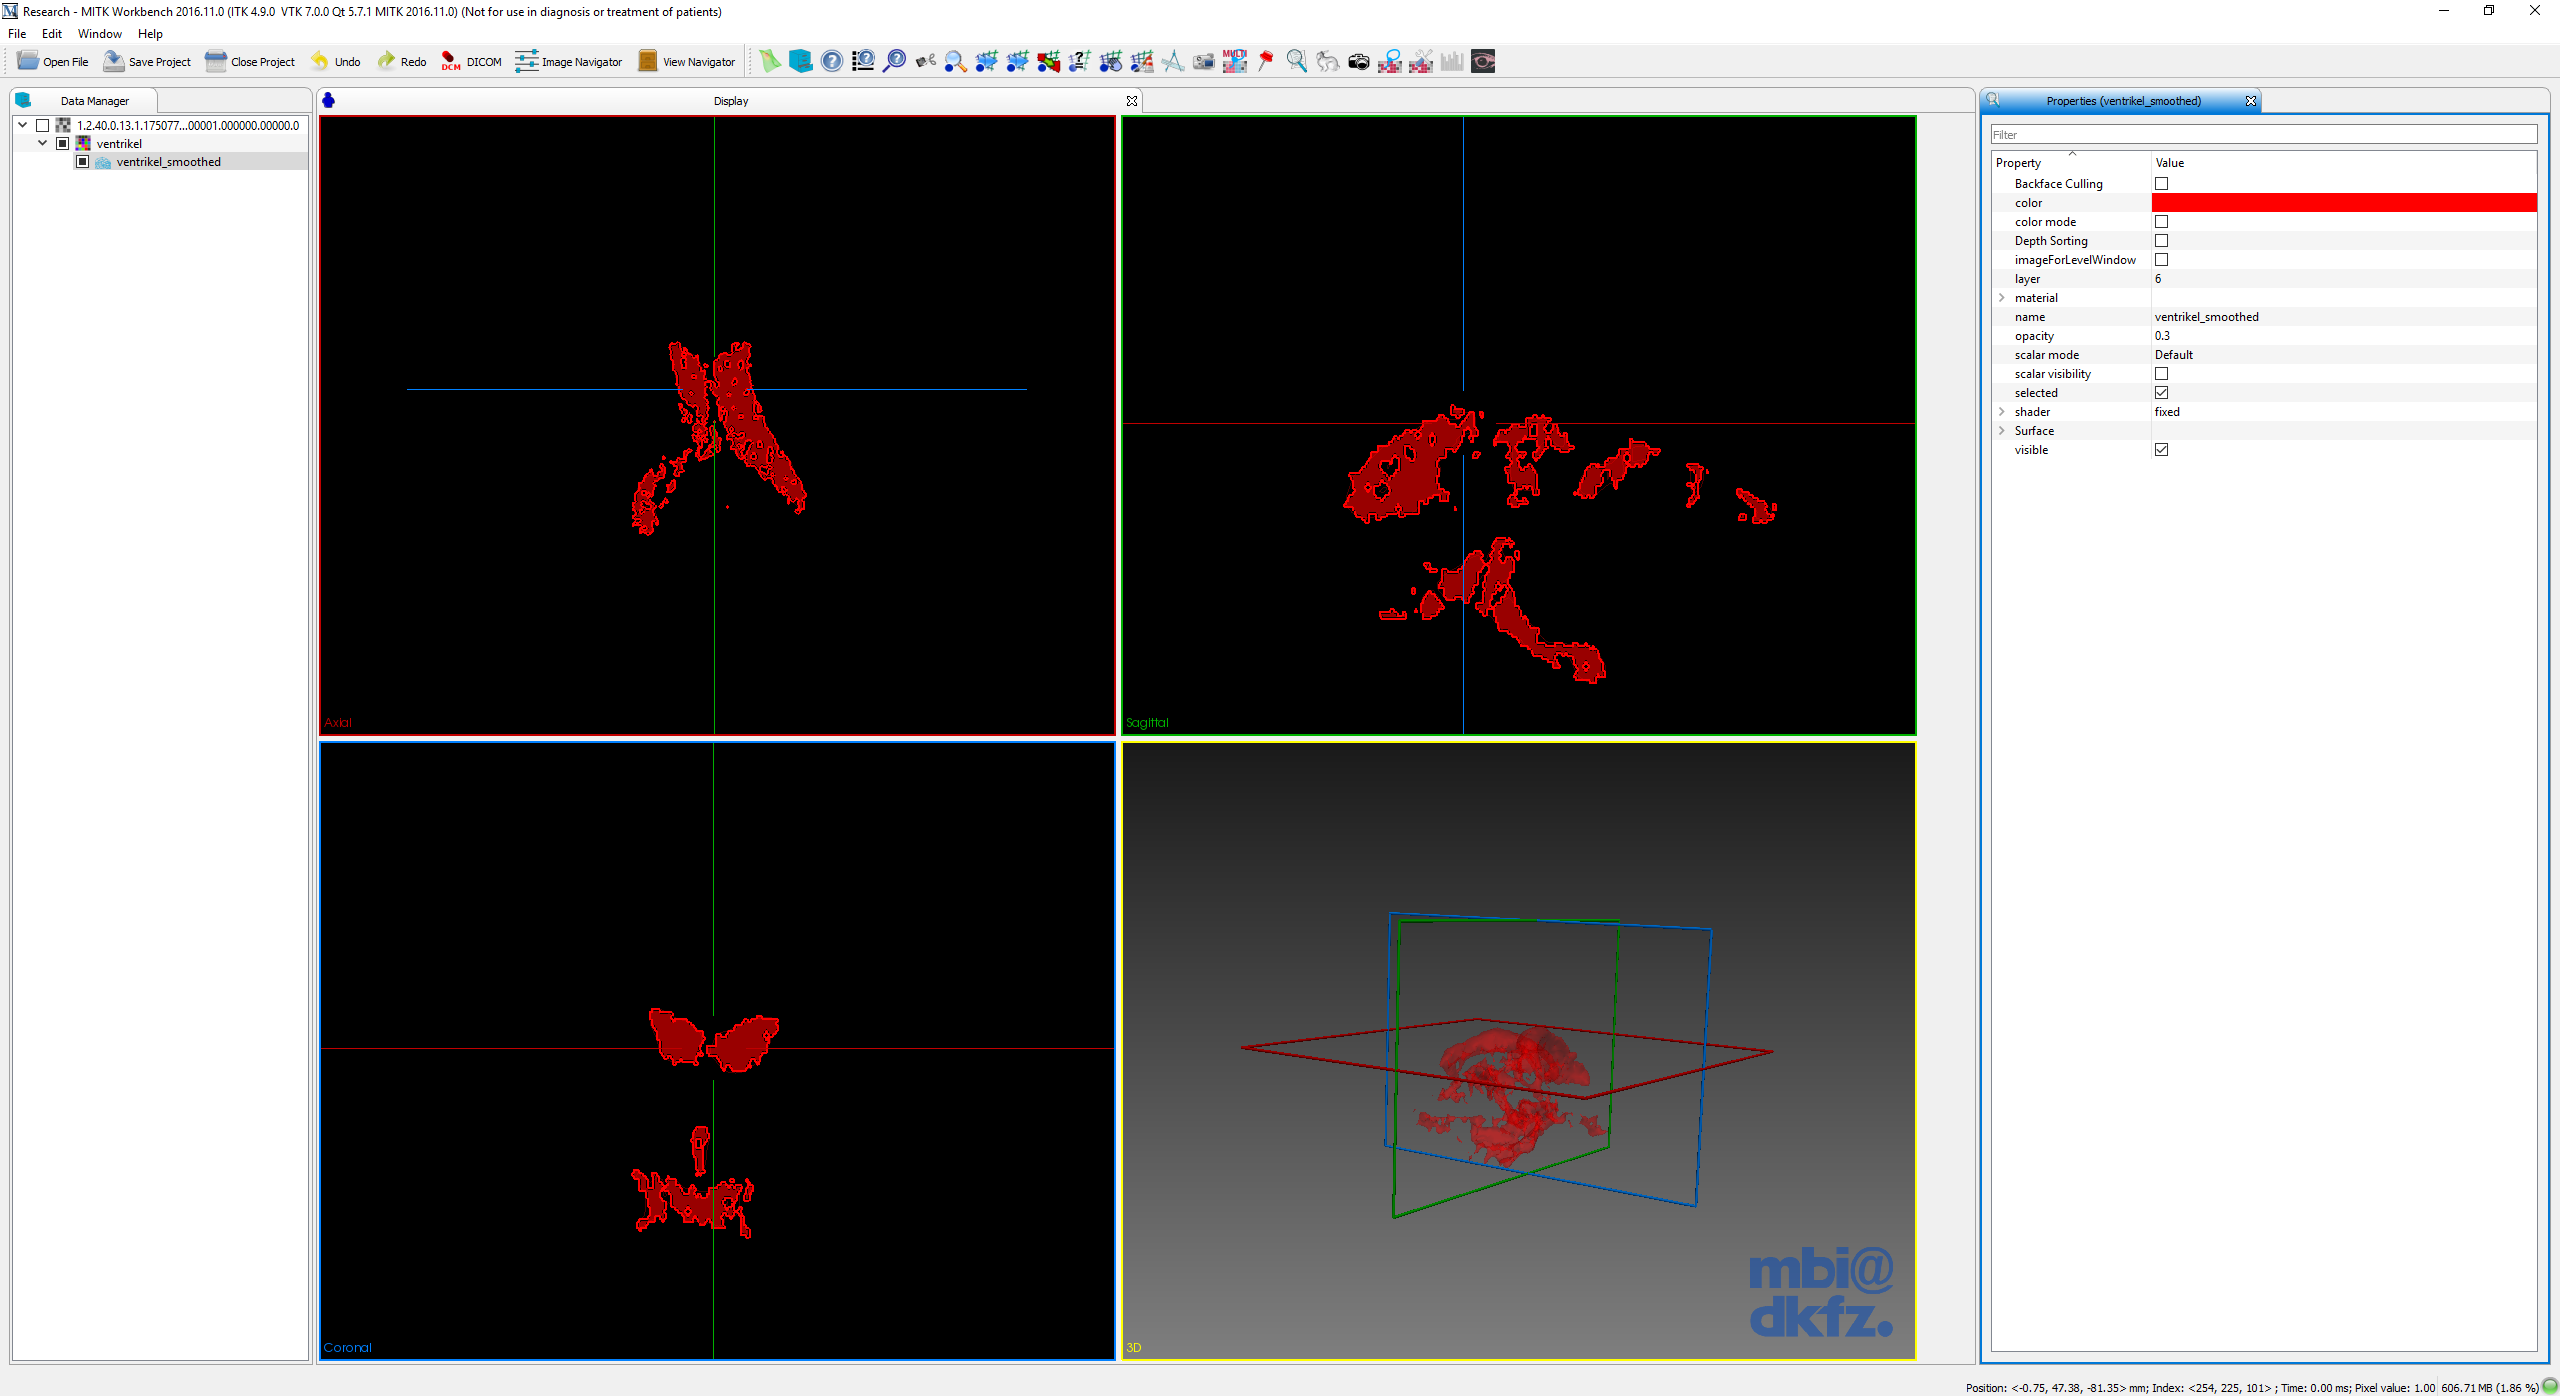 Research - MITK Workbench 2016.11.0 (ITK 4.9.0  VTK 7.0.0 Qt 5.7.1 MITK 2016.11.0) (Not for use in diagnosis or treatment of patients)
File Edit Window Help
Open File Save Project Close Project Undo Redo DCM DICOM Image Navigator View Navigator MULTI
Data Manager
1.2.40.0.13.1.175077...00001.000000.00000.0
ventrikel
ventrikel_smoothed
Display
Axial
Sagittal
Coronal
3D
mbi@
dkfz.
Properties (ventrikel_smoothed)
Filter
Property Value
Backface Culling
color
color mode
Depth Sorting
imageForLevelWindow
layer 6
material
name ventrikel_smoothed
opacity 0.3
scalar mode Default
scalar visibility
selected
shader fixed
Surface
visible
Position: <-0.75, 47.38, -81.35> mm; Index: <254, 225, 101> ; Time: 0.00 ms; Pixel value: 1.00 606.71 MB (1.86 %)